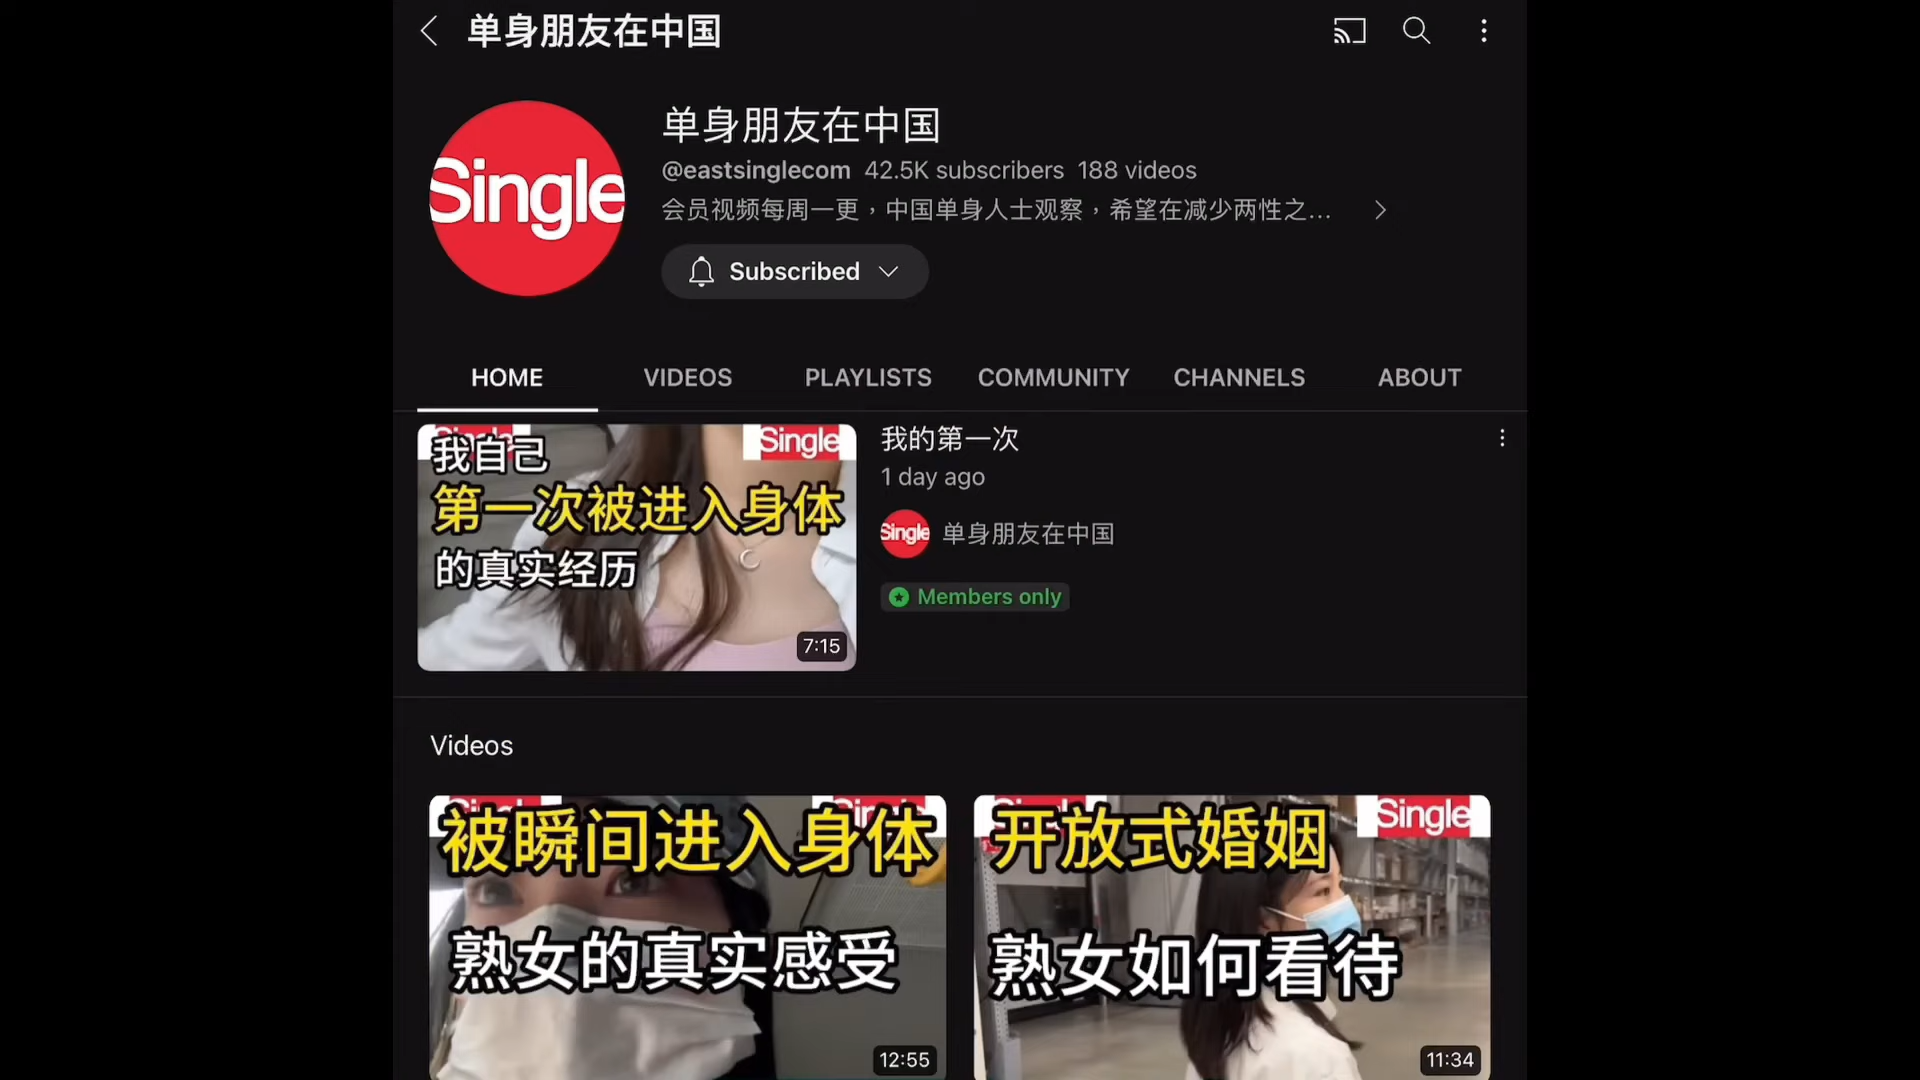 单身朋友在中国
Single
单身朋友在中国
@eastsinglecom 42.5K subscribers 188 videos
会员视频每周一更，中国单身人士观察，希望在减少两性之...
Subscribed
HOME VIDEOS PLAYLISTS COMMUNITY CHANNELS ABOUT
Single
我自己
第一次被进入身体
的真实经历
7:15
我的第一次
1 day ago
Single 单身朋友在中国
Members only
Videos
被瞬间进入身体
熟女的真实感受
12:55
Single
开放式婚姻
熟女如何看待
11:34